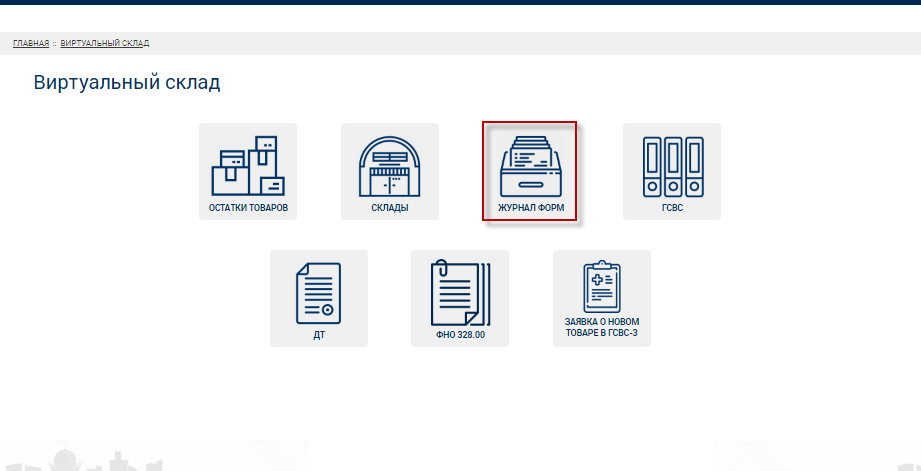 ГЛАВНАЯ :: ВИРТУАЛЬНЫЙ СКЛАД
Виртуальный склад
ОСТАТКИ ТОВАРОВ
СКЛАДЫ
ЖУРНАЛ ФОРМ
ГСВС
ДТ
ФНО 328.00
ЗАЯВКА О НОВОМ
ТОВАРЕ В ГСВС-3